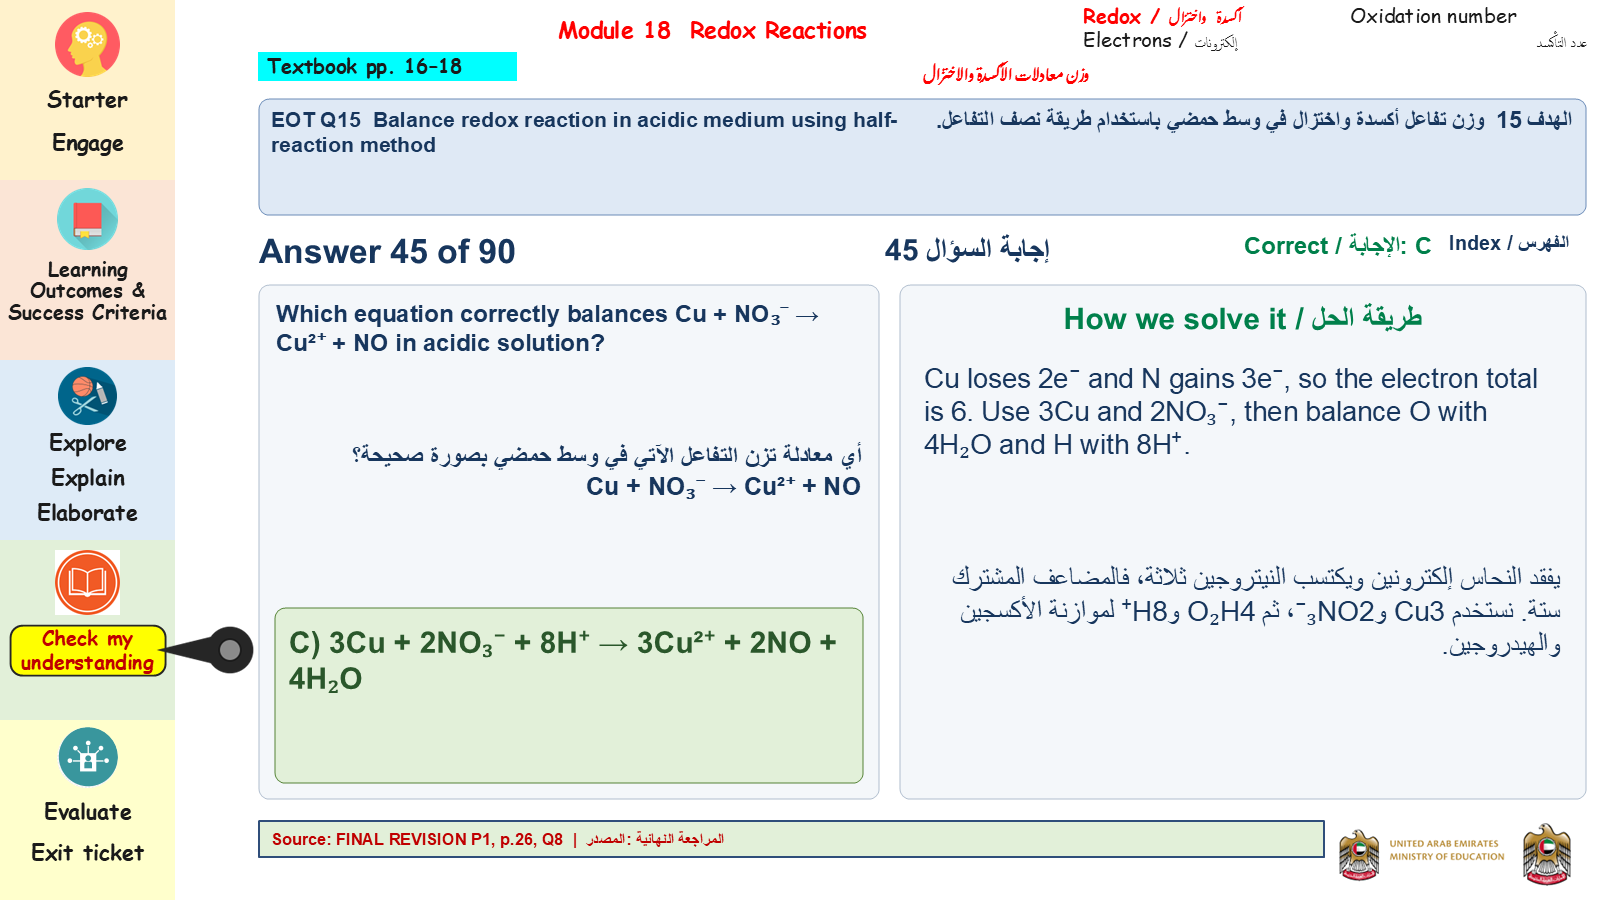 Starter
Engage
Learning
Outcomes &
Success Criteria
Explore
Explain
Elaborate
Check my
understanding
Evaluate
Exit ticket
Module 18 Redox Reactions
Redox / أكسدة واختزال
Electrons / إلكترونات
Oxidation number
عدد التأكسد
Textbook pp. 16–18
وزن معادلات الأكسدة والاختزال
EOT Q15 Balance redox reaction in acidic medium using half-
reaction method
الهدف 15 وزن تفاعل أكسدة واختزال في وسط حمضي باستخدام طريقة نصف التفاعل.
Answer 45 of 90
إجابة السؤال 45
Correct / الإجابة: C
Index / الفهرس
Which equation correctly balances Cu + NO₃⁻ →
Cu²⁺ + NO in acidic solution?
أي معادلة تزن التفاعل الآتي في وسط حمضي بصورة صحيحة؟
Cu + NO₃⁻ → Cu²⁺ + NO
C) 3Cu + 2NO₃⁻ + 8H⁺ → 3Cu²⁺ + 2NO +
4H₂O
How we solve it / طريقة الحل
Cu loses 2e⁻ and N gains 3e⁻, so the electron total
is 6. Use 3Cu and 2NO₃⁻, then balance O with
4H₂O and H with 8H⁺.
يفقد النحاس إلكترونين ويكتسب النيتروجين ثلاثة، فالمضاعف المشترك
ستة. نستخدم 3Cu و2NO₃⁻، ثم 4H₂O و8H⁺ لموازنة الأكسجين
والهيدروجين.
Source: FINAL REVISION P1, p.26, Q8 | المصدر: المراجعة النهائية
UNITED ARAB EMIRATES
MINISTRY OF EDUCATION